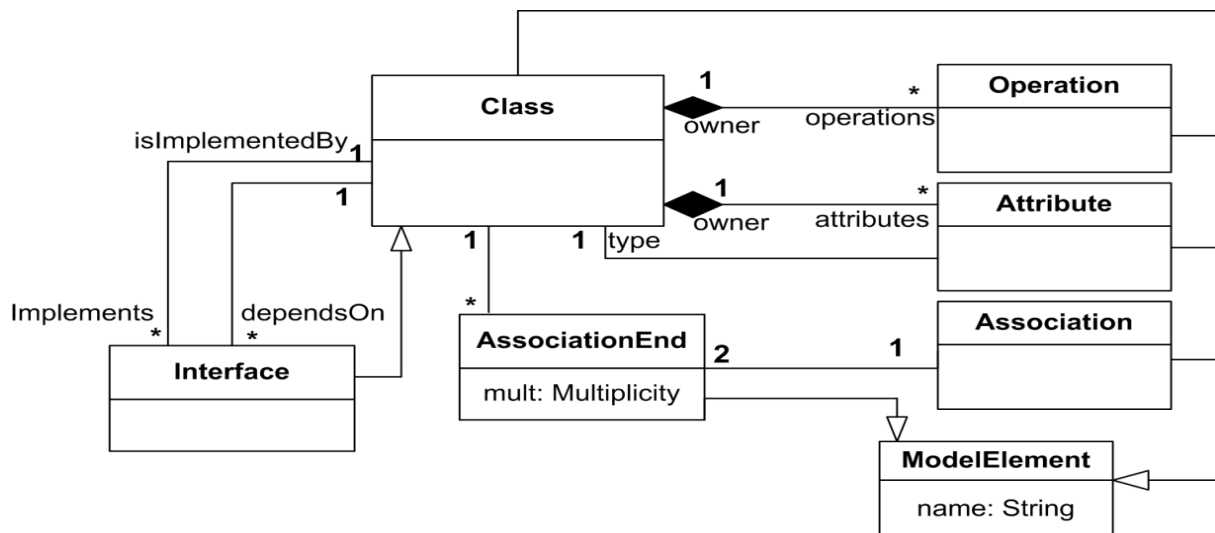 Class
1
*
Operation
owner
operations
isImplementedBy
1
1
1
*
Attribute
owner
attributes
1
1
type
Implements
*
dependsOn
*
*
Association
AssociationEnd
2
1
Interface
mult: Multiplicity
ModelElement
name: String